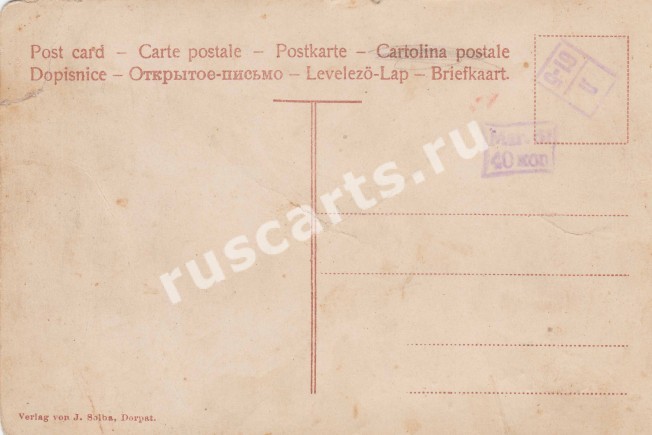 Post card – Carte postale – Postkarte – Cartolina postale
Dopisnice – Открытое-письмо – Levelezö-Lap – Briefkaart.
40 коп
ruscarts.ru
Verlag von J. Solba, Dorpat.